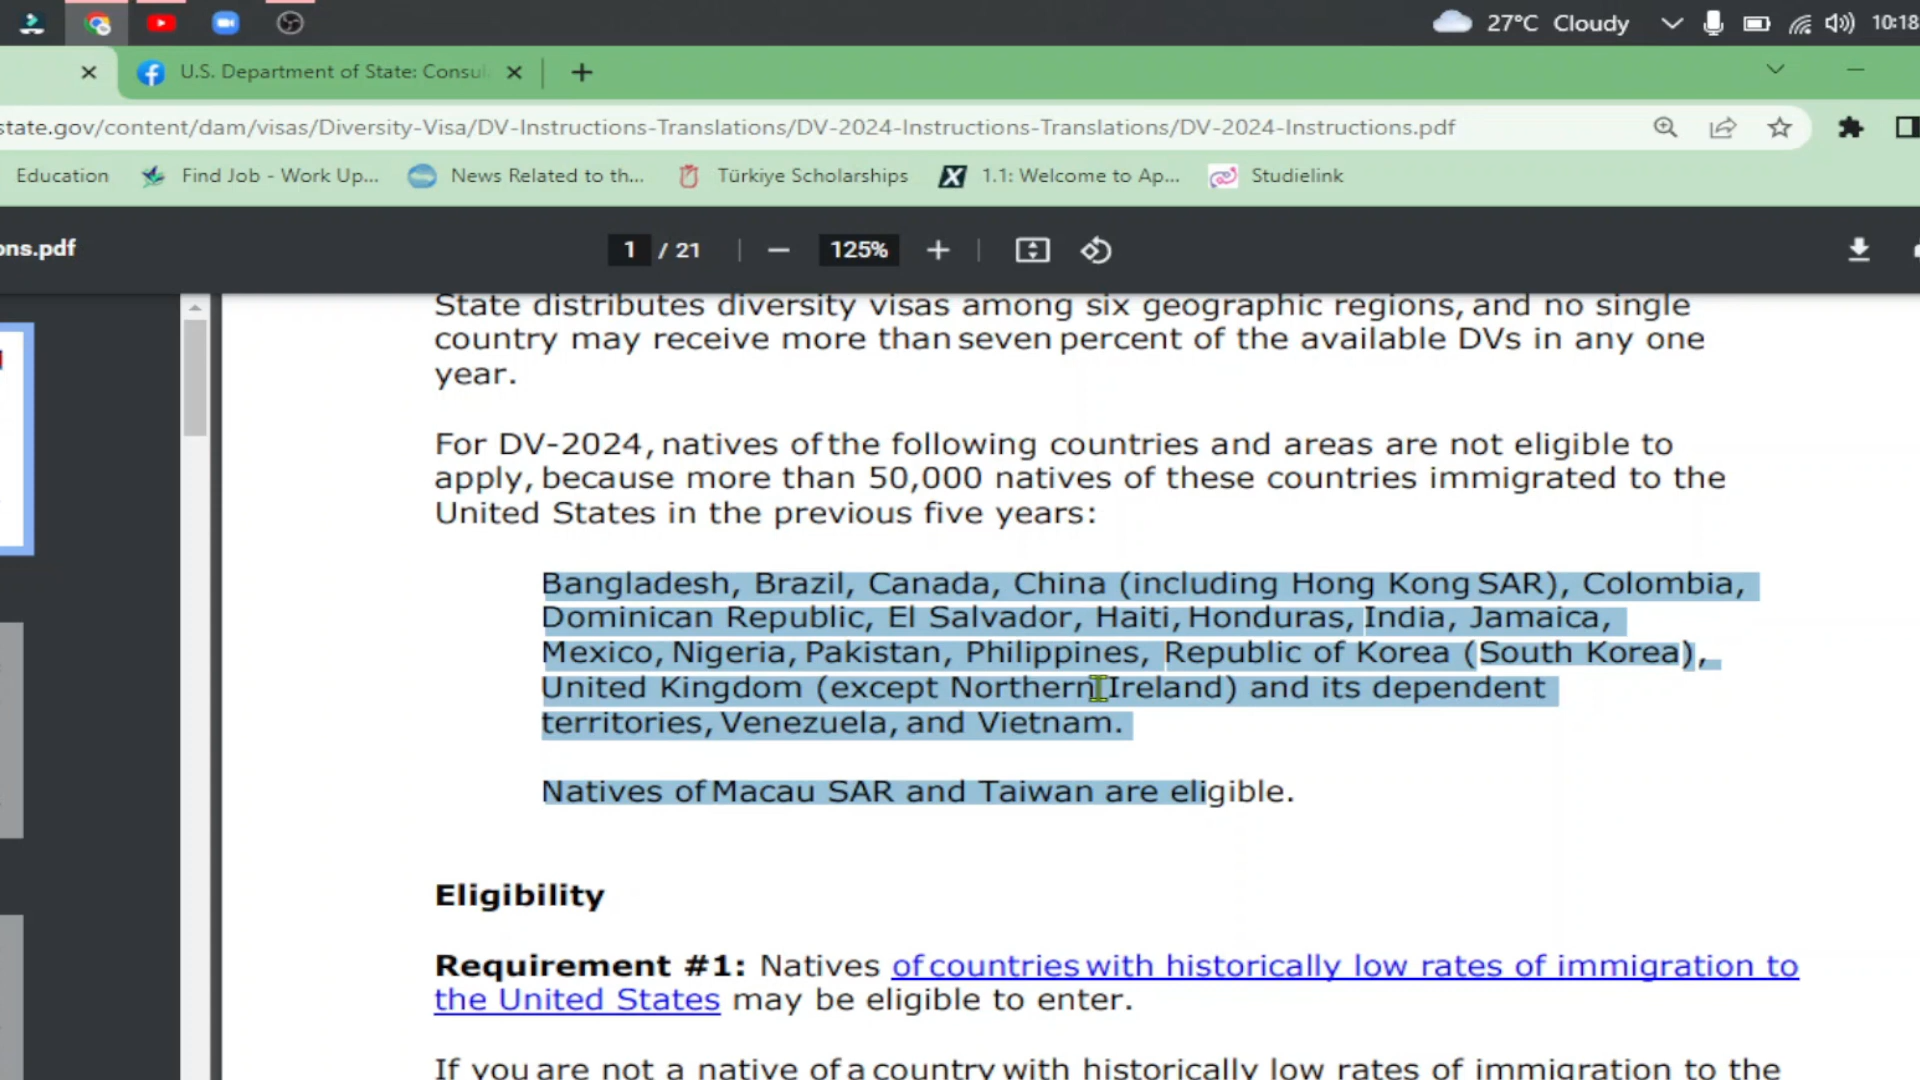 27°C Cloudy
10:18
U.S. Department of State: Consul
state.gov/content/dam/visas/Diversity-Visa/DV-Instructions-Translations/DV-2024-Instructions-Translations/DV-2024-Instructions.pdf
Education Find Job - Work Up... News Related to th... Türkiye Scholarships X 1.1: Welcome to Ap... Studielink
ons.pdf
1 / 21
125%
State distributes diversity visas among six geographic regions, and no single
country may receive more than seven percent of the available DVs in any one
year.
For DV-2024, natives of the following countries and areas are not eligible to
apply, because more than 50,000 natives of these countries immigrated to the
United States in the previous five years:
Bangladesh, Brazil, Canada, China (including Hong Kong SAR), Colombia,
Dominican Republic, El Salvador, Haiti, Honduras, India, Jamaica,
Mexico, Nigeria, Pakistan, Philippines, Republic of Korea (South Korea),
United Kingdom (except Northern Ireland) and its dependent
territories, Venezuela, and Vietnam.
Natives of Macau SAR and Taiwan are eligible.
Eligibility
Requirement #1: Natives of countries with historically low rates of immigration to
the United States may be eligible to enter.
If you are not a native of a country with historically low rates of immigration to the